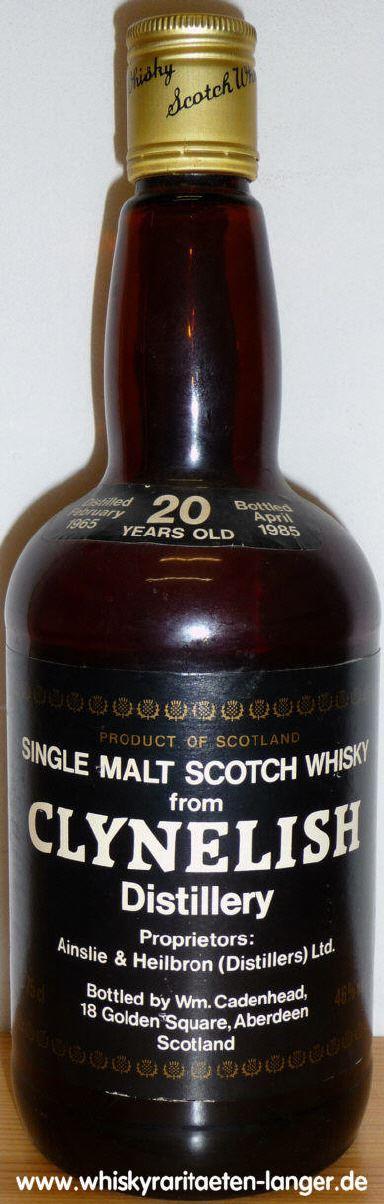 Whisky
Scotch Wh
Distilled
February
1965
20
YEARS OLD
Bottled
April
1985
PRODUCT OF SCOTLAND
SINGLE MALT SCOTCH WHISKY
from
CLYNELISH
Distillery
Proprietors:
Ainslie & Heilbron (Distillers) Ltd.
Bottled by Wm. Cadenhead,
18 Golden Square, Aberdeen
Scotland
46%
www.whiskyraritaeten-langer.de